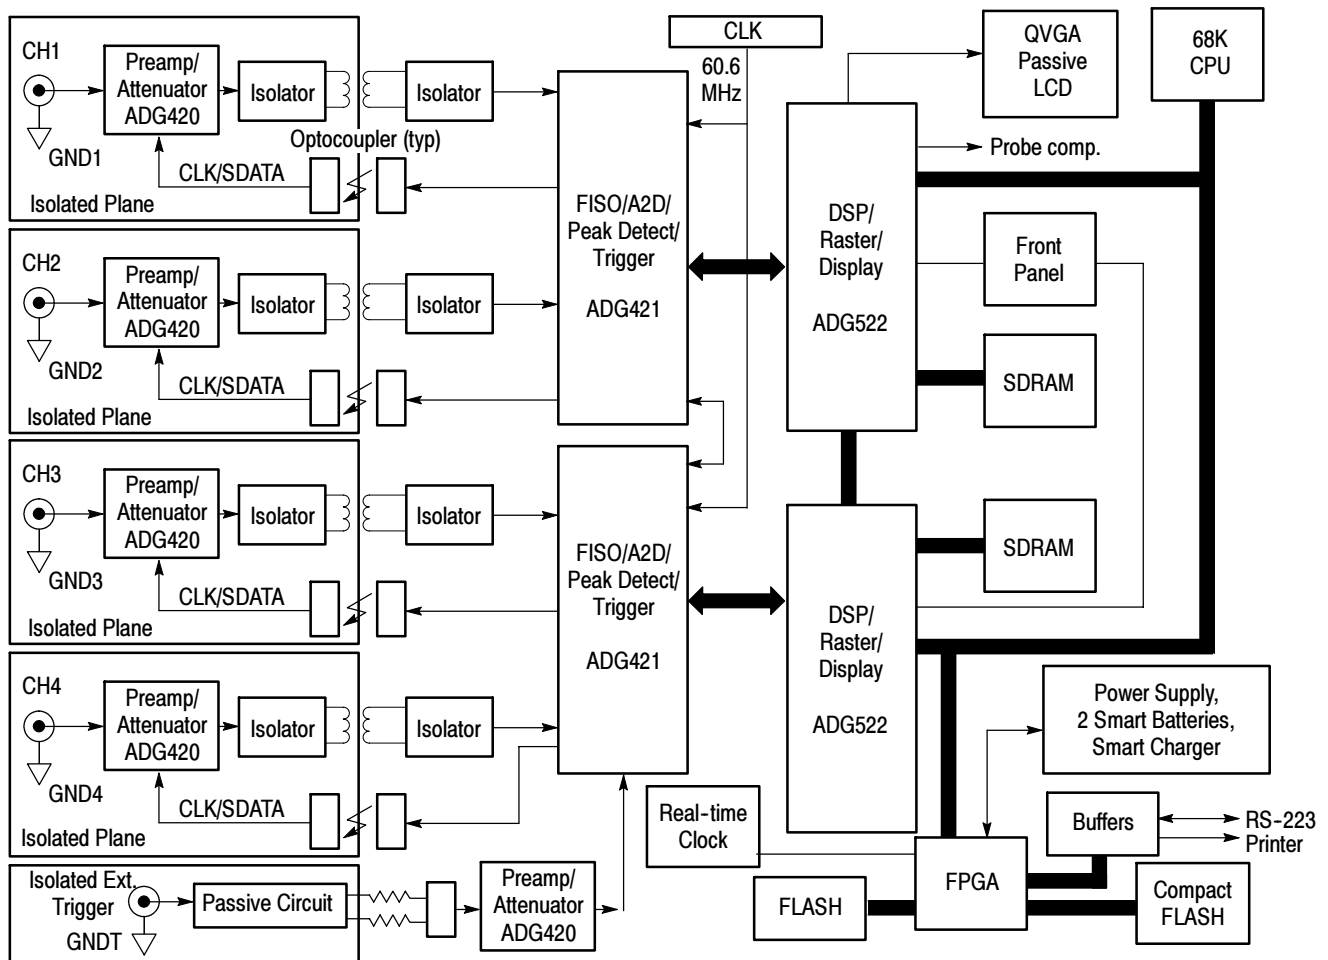 CH1
Preamp/
Attenuator
ADG420
Isolator
Isolator
GND1
Optocoupler (typ)
CLK/SDATA
Isolated Plane
CH2
Preamp/
Attenuator
ADG420
Isolator
Isolator
GND2
CLK/SDATA
Isolated Plane
CH3
Preamp/
Attenuator
ADG420
Isolator
Isolator
GND3
CLK/SDATA
Isolated Plane
CH4
Preamp/
Attenuator
ADG420
Isolator
Isolator
GND4
CLK/SDATA
Isolated Plane
Isolated Ext.
Trigger
GNDT
Passive Circuit
Preamp/
Attenuator
ADG420
CLK
60.6
MHz
FISO/A2D/
Peak Detect/
Trigger
ADG421
FISO/A2D/
Peak Detect/
Trigger
ADG421
DSP/
Raster/
Display
ADG522
DSP/
Raster/
Display
ADG522
QVGA
Passive
LCD
68K
CPU
Probe comp.
Front
Panel
SDRAM
SDRAM
Power Supply,
2 Smart Batteries,
Smart Charger
Real-time
Clock
Buffers
RS-223
Printer
FPGA
FLASH
Compact
FLASH